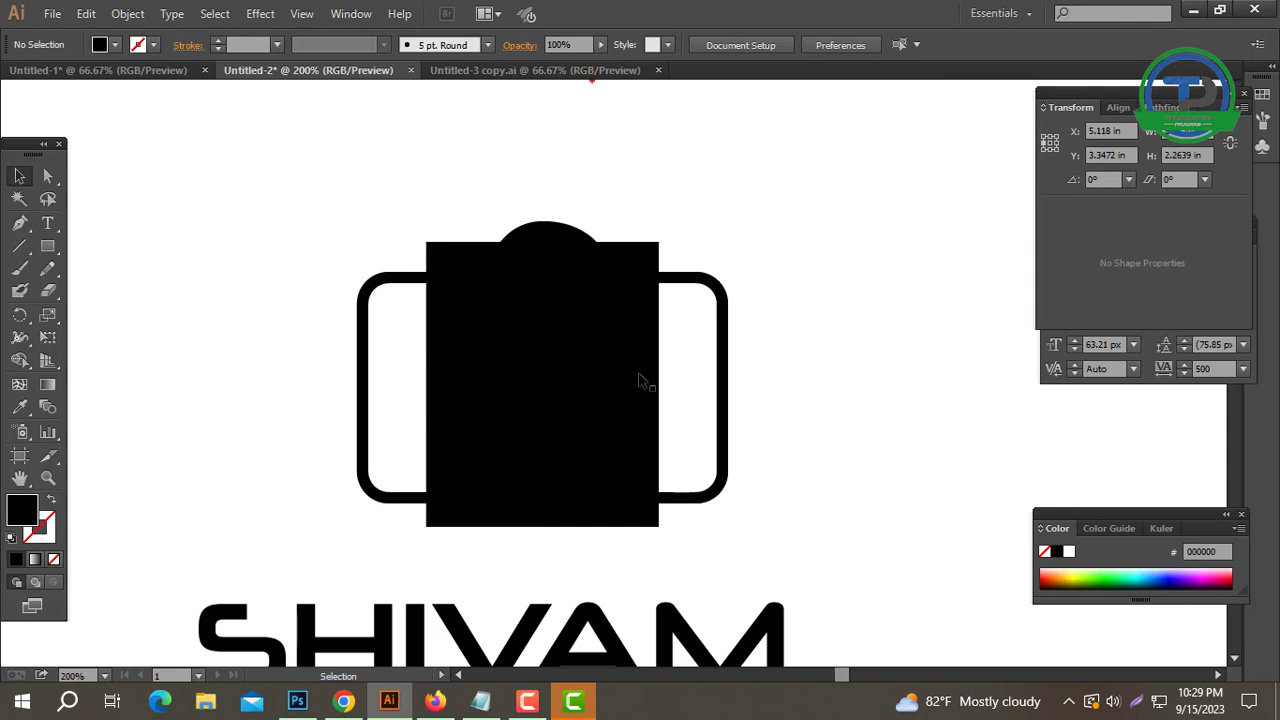 Ai File Edit Object Type Select Effect View Window Help Br Essentials
No Selection Stroke: 5 pt. Round Opacity: 100% Style: Document Setup Preferences
Untitled-1* @ 66.67% (RGB/Preview) × Untitled-2* @ 200% (RGB/Preview) × Untitled-3 copy.ai @ 66.67% (RGB/Preview) ×
Transform Align
X: 5.118 in
Y: 3.3472 in H: 2.2639 in
0° 0°
No Shape Properties
63.21 px (75.85 px
Auto 500
Color Color Guide Kuler
# 000000
SHIVAM
PROGRAM
200% 1 Selection
Ps Ai
82°F Mostly cloudy
10:29 PM
9/15/2023